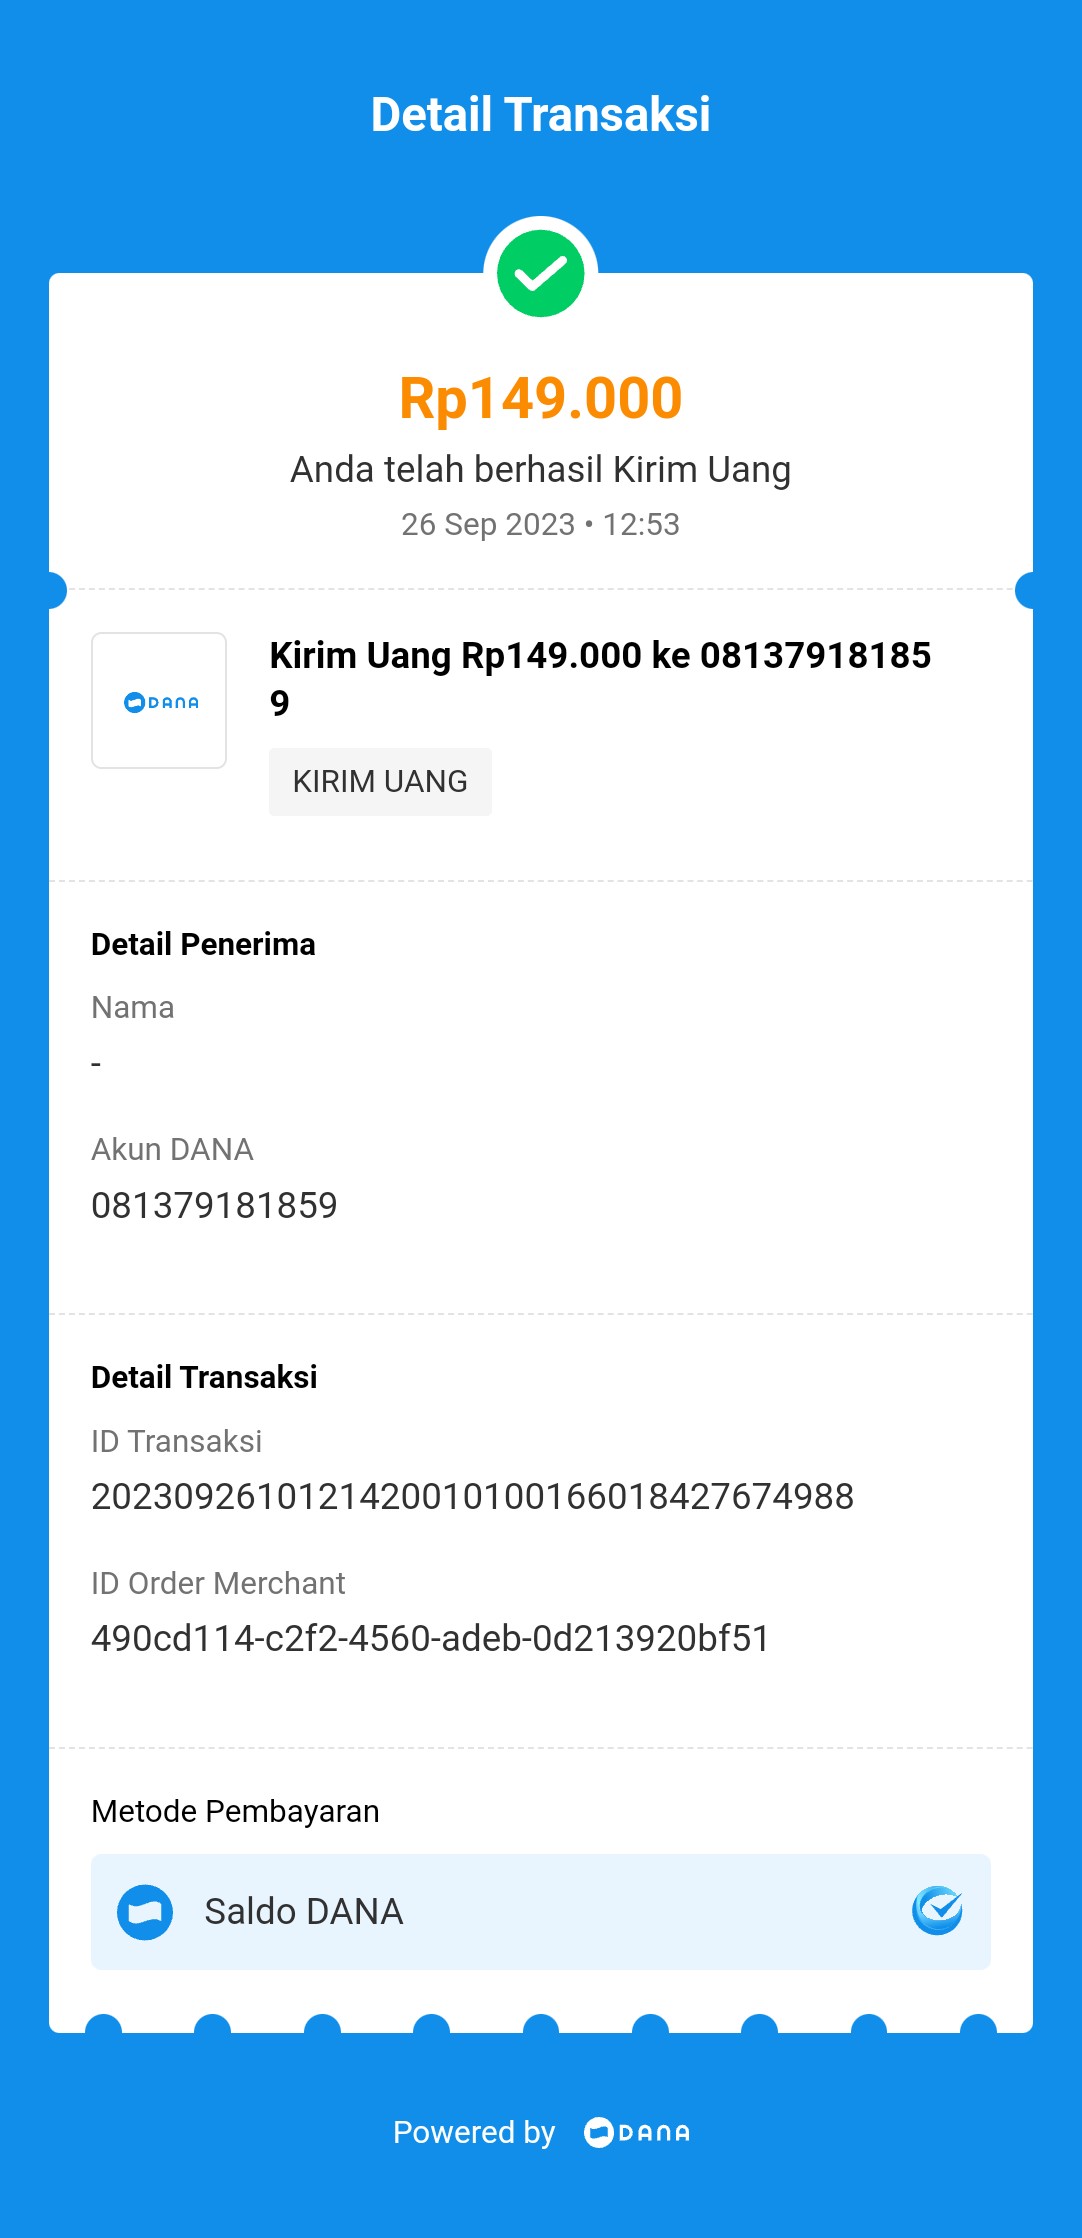 Detail Transaksi
Rp149.000
Anda telah berhasil Kirim Uang
26 Sep 2023 • 12:53
DANA
Kirim Uang Rp149.000 ke 08137918185
9
KIRIM UANG
Detail Penerima
Nama
-
Akun DANA
081379181859
Detail Transaksi
ID Transaksi
2023092610121420010100166018427674988
ID Order Merchant
490cd114-c2f2-4560-adeb-0d213920bf51
Metode Pembayaran
Saldo DANA
Powered by DANA